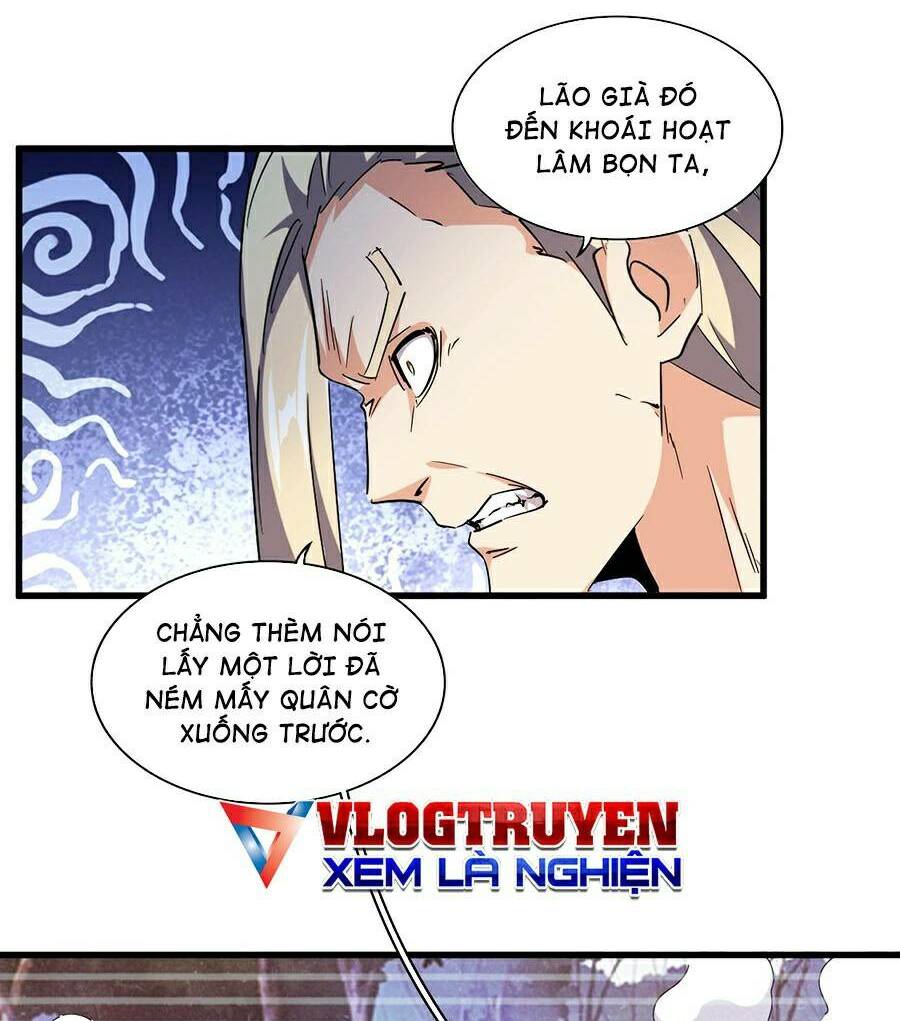 LÃO GIÀ ĐÓ
ĐẾN KHOÁI HOẠT
LÂM BỌN TA,
CHẲNG THÈM NÓI
LẤY MỘT LỜI ĐÃ
NÉM MẤY QUÂN CỜ
XUỐNG TRƯỚC.
VLOGTRUYEN
XEM LÀ NGHIỆN